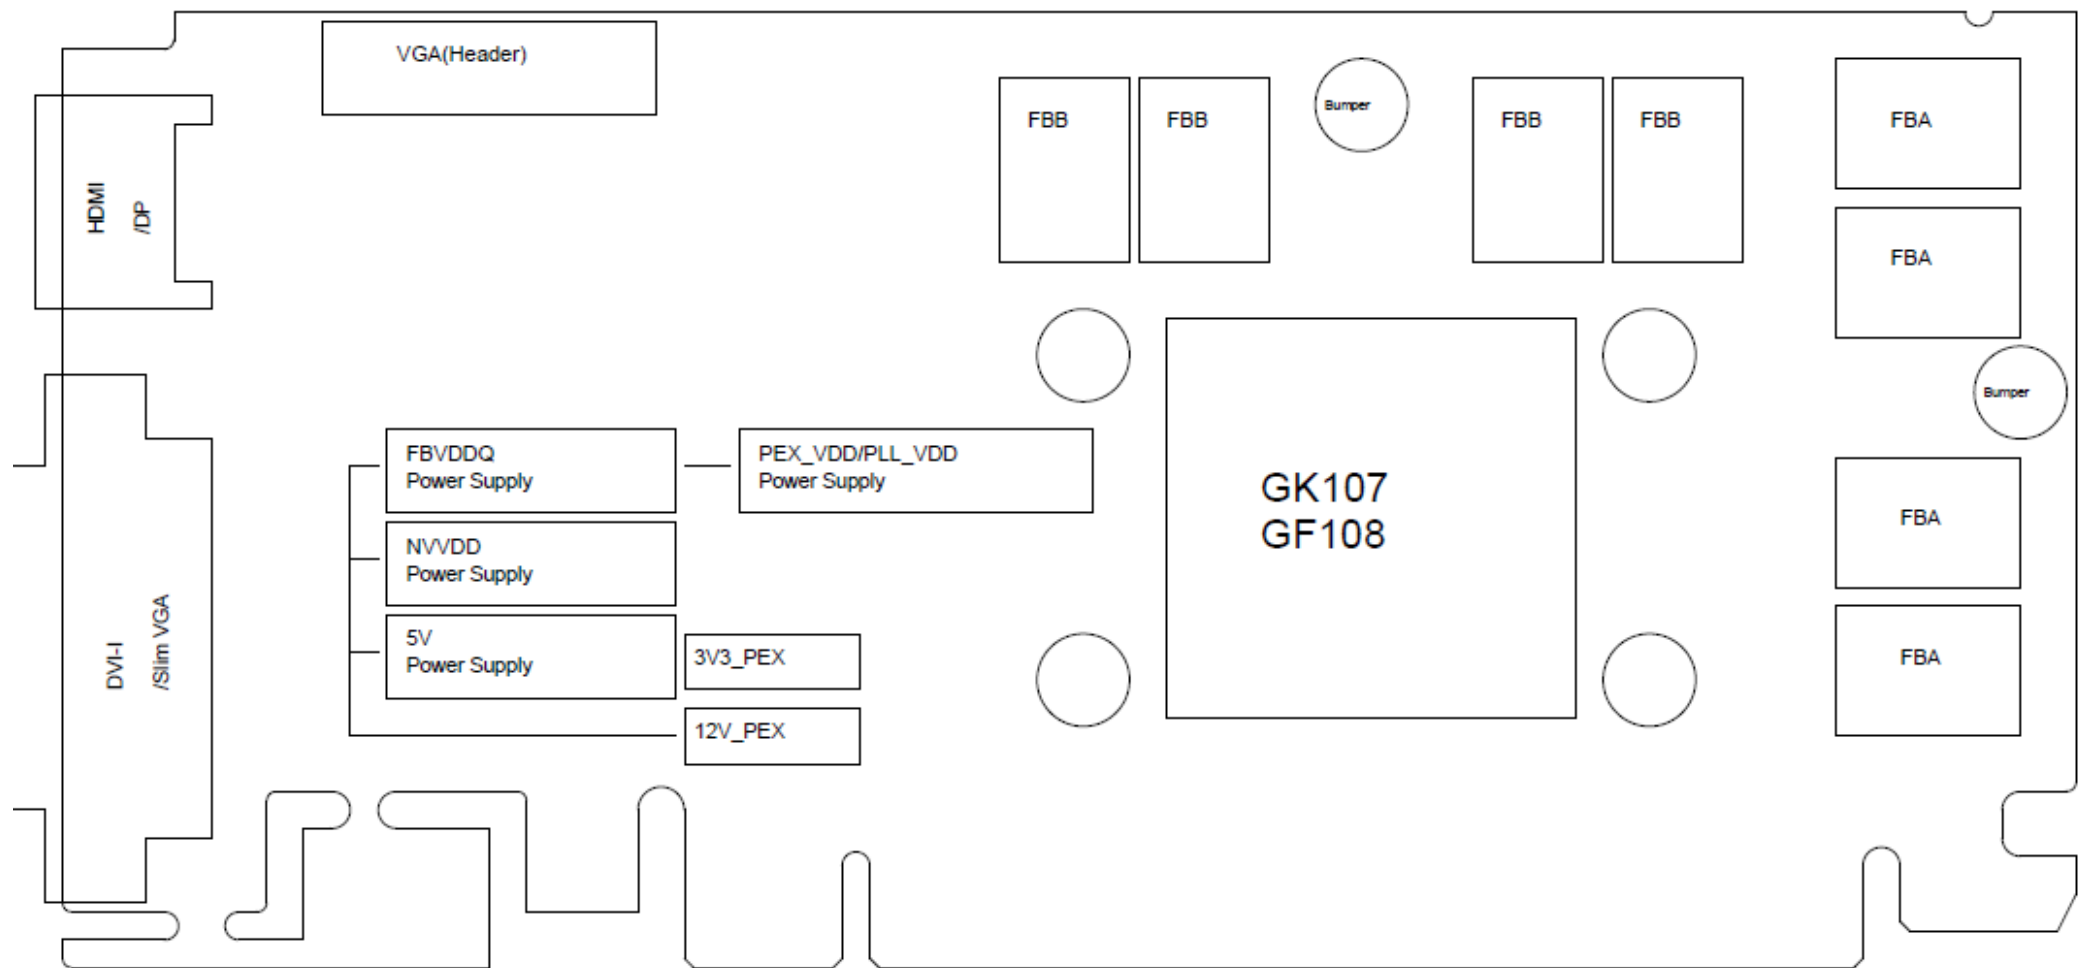 VGA(Header)
Bumper
FBB
FBB
FBB
FBB
FBA
HDMI
/DP
FBA
Bumper
FBVDDQ
Power Supply
PEX_VDD/PLL_VDD
Power Supply
GK107
GF108
FBA
NVVDD
Power Supply
DVI-I
/Slim VGA
5V
Power Supply
3V3_PEX
FBA
12V_PEX